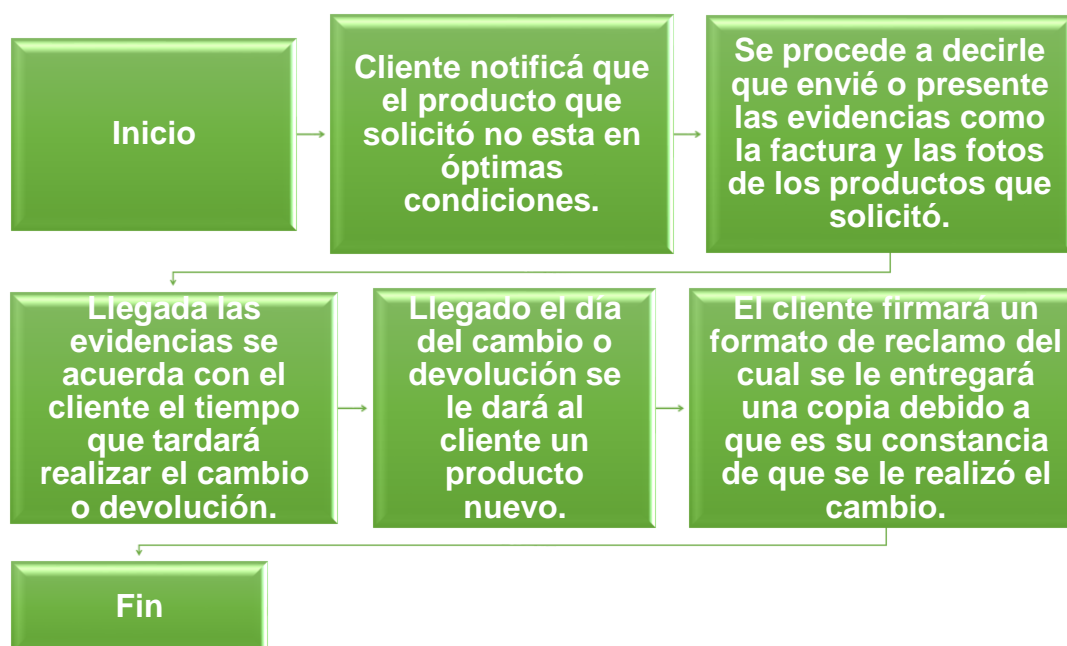 Inicio
Cliente notificá que
el producto que
solicitó no esta en
óptimas
condiciones.
Se procede a decirle
que envié o presente
las evidencias como
la factura y las fotos
de los productos que
solicitó.
Llegada las
evidencias se
acuerda con el
cliente el tiempo
que tardará
realizar el cambio
o devolución.
Llegado el día
del cambio o
devolución se
le dará al
cliente un
producto
nuevo.
El cliente firmará un
formato de reclamo del
cual se le entregará
una copia debido a
que es su constancia
de que se le realizó el
cambio.
Fin